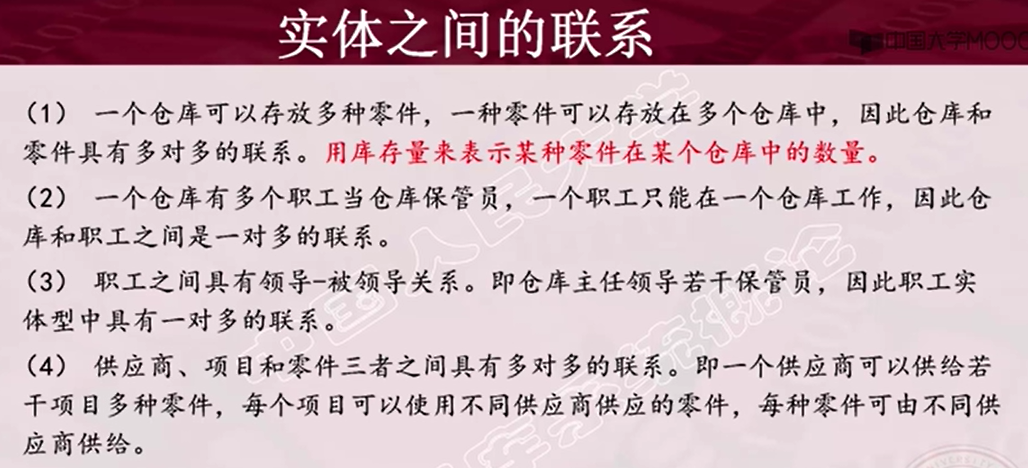 实体之间的联系
中国大学MOOC
（1） 一个仓库可以存放多种零件，一种零件可以存放在多个仓库中，因此仓库和
零件具有多对多的联系。用库存量来表示某种零件在某个仓库中的数量。
（2） 一个仓库有多个职工当仓库保管员，一个职工只能在一个仓库工作，因此仓
库和职工之间是一对多的联系。
（3） 职工之间具有领导-被领导关系。即仓库主任领导若干保管员，因此职工实
体型中具有一对多的联系。
（4） 供应商、项目和零件三者之间具有多对多的联系。即一个供应商可以供给若
干项目多种零件，每个项目可以使用不同供应商供应的零件，每种零件可由不同供
应商供给。
中国人民大学
库系统概论